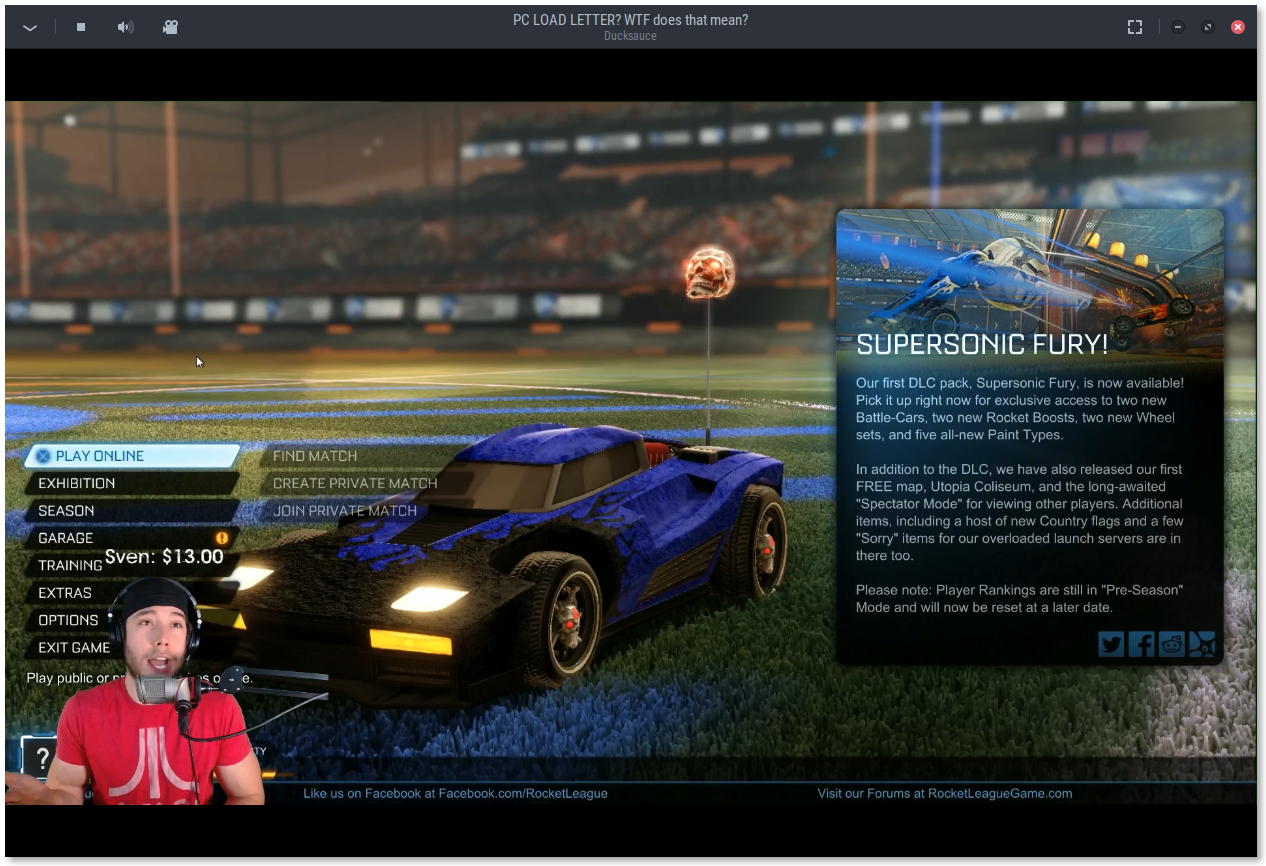 PC LOAD LETTER? WTF does that mean?
Ducksauce
SUPERSONIC FURY!
Our first DLC pack, Supersonic Fury, is now available!
Pick it up right now for exclusive access to two new
Battle-Cars, two new Rocket Boosts, two new Wheel
sets, and five all-new Paint Types.
In addition to the DLC, we have also released our first
FREE map, Utopia Coliseum, and the long-awaited
"Spectator Mode" for viewing other players. Additional
items, including a host of new Country flags and a few
"Sorry" items for our overloaded launch servers are in
there too.
Please note: Player Rankings are still in "Pre-Season"
Mode and will now be reset at a later date.
PLAY ONLINE
EXHIBITION
SEASON
GARAGE
TRAINING
EXTRAS
OPTIONS
EXIT GAME
FIND MATCH
CREATE PRIVATE MATCH
JOIN PRIVATE MATCH
Sven: $13.00
Play public or
?
Like us on Facebook at Facebook.com/RocketLeague
Visit our Forums at RocketLeagueGame.com